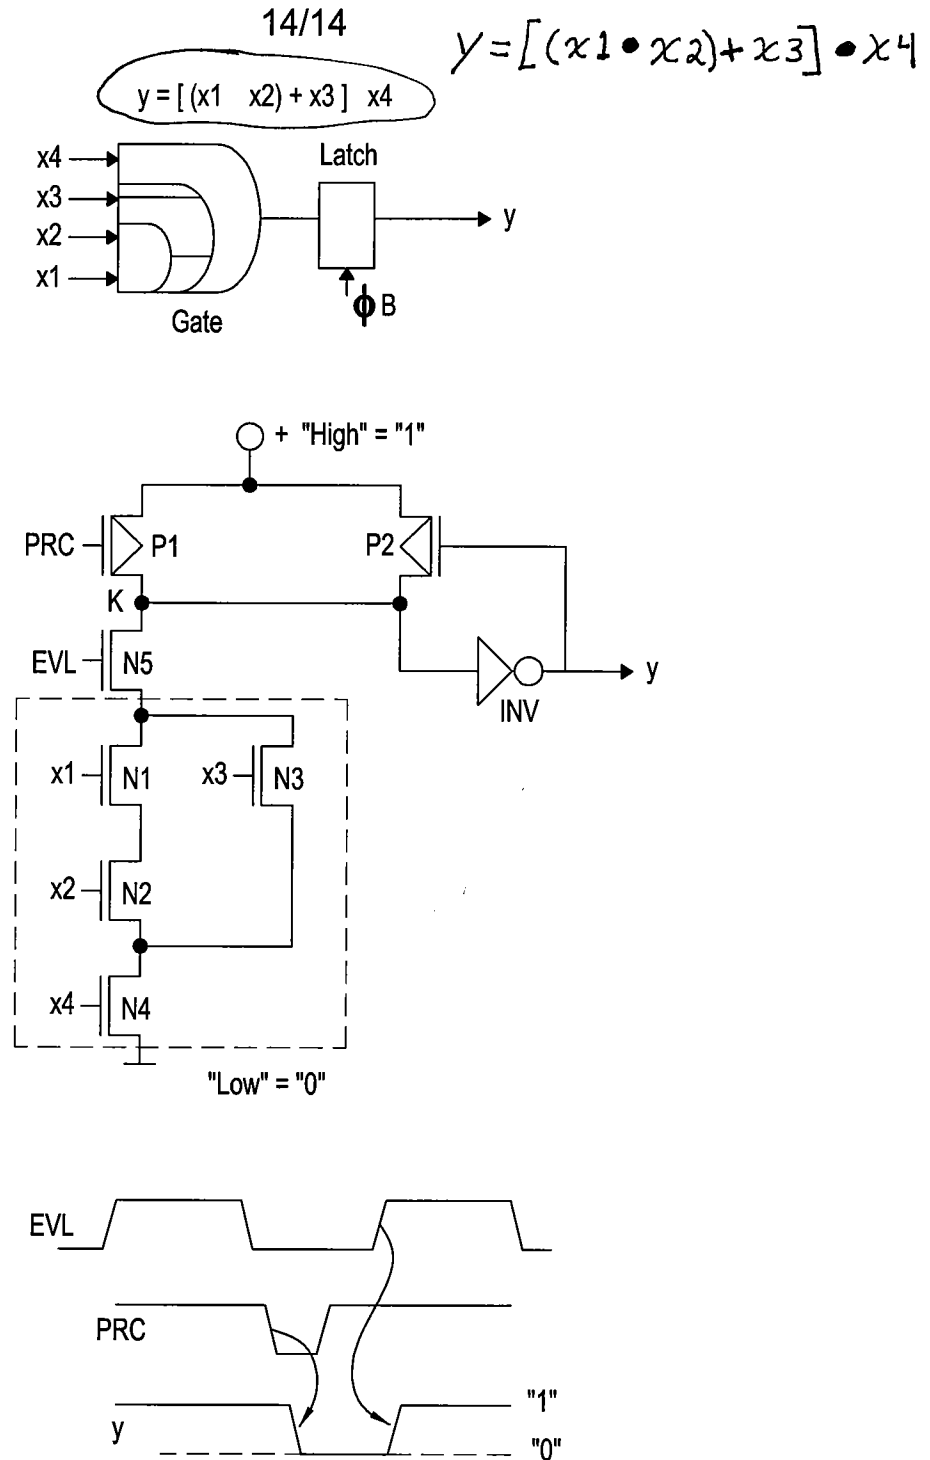 14/14
y = [(x1 • x2) + x3] • x4
y = [ (x1 x2) + x3 ] x4
x4
x3
x2
x1
Gate
Latch
y
ϕ B
+ "High" = "1"
PRC
P1
P2
K
EVL
N5
INV
y
x1
N1
x3
N3
x2
N2
x4
N4
"Low" = "0"
EVL
PRC
y
"1"
"0"